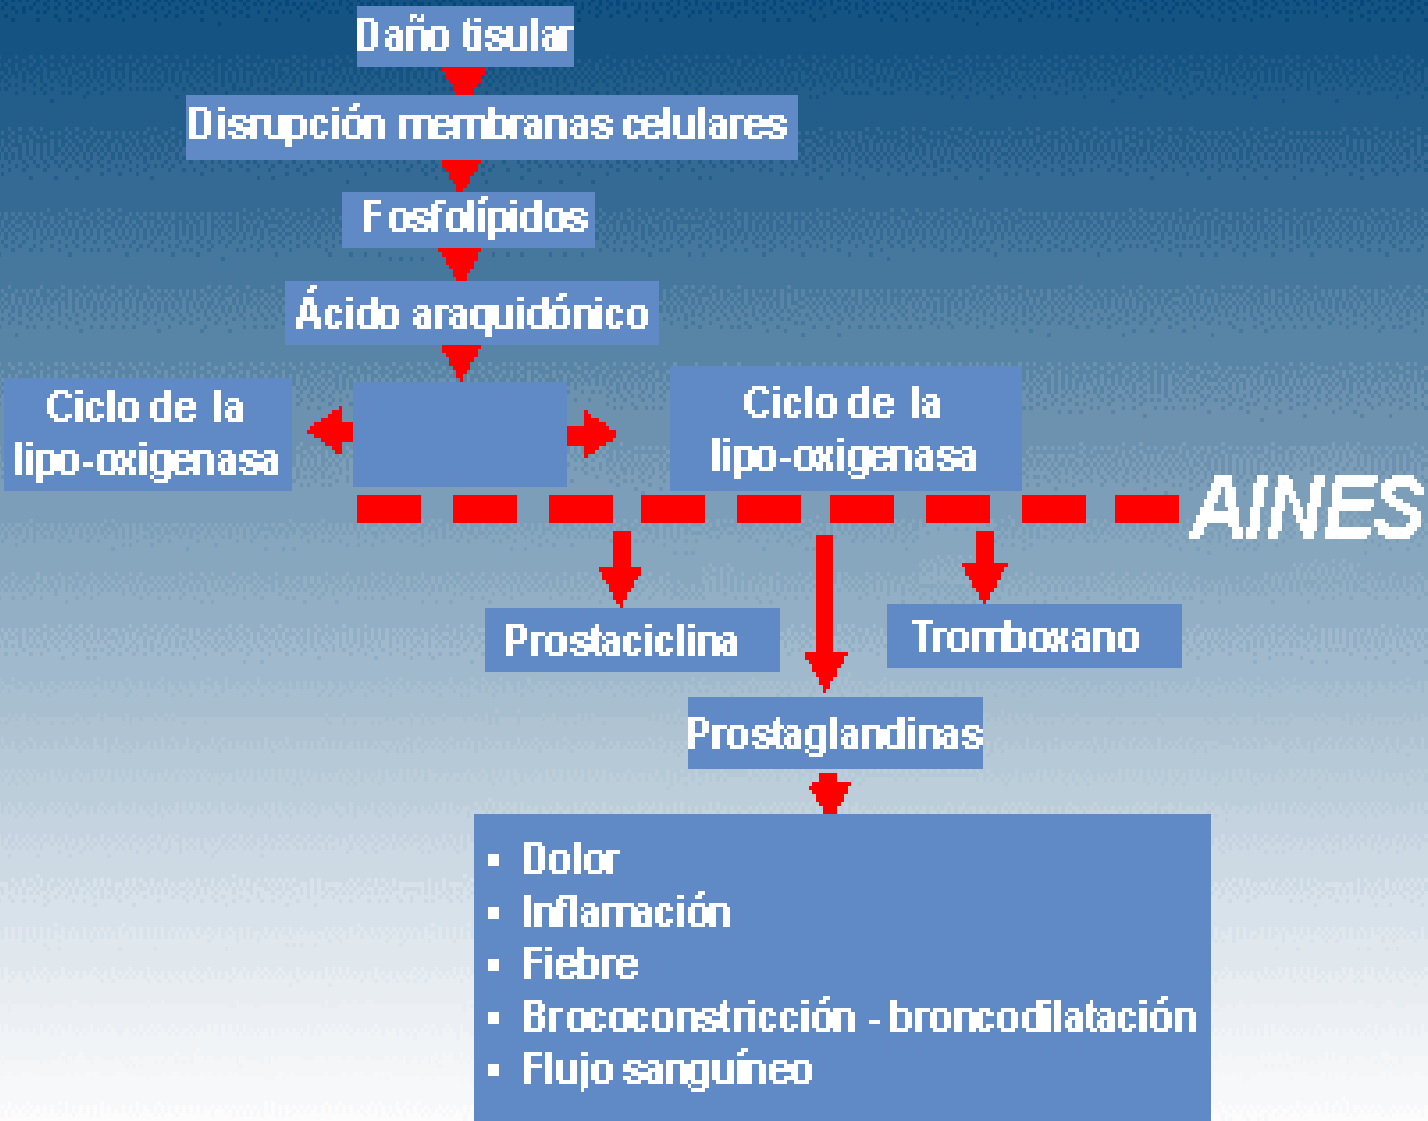 Daño tisular
Disrupción membranas celulares
Fosfolípidos
Ácido araquidónico
Ciclo de la
lipo-oxigenasa
Ciclo de la
lipo-oxigenasa
AINES
Prostaciclina
Tromboxano
Prostaglandinas
▪ Dolor
▪ Inflamación
▪ Fiebre
▪ Brococonstricción - broncodilatación
▪ Flujo sanguíneo